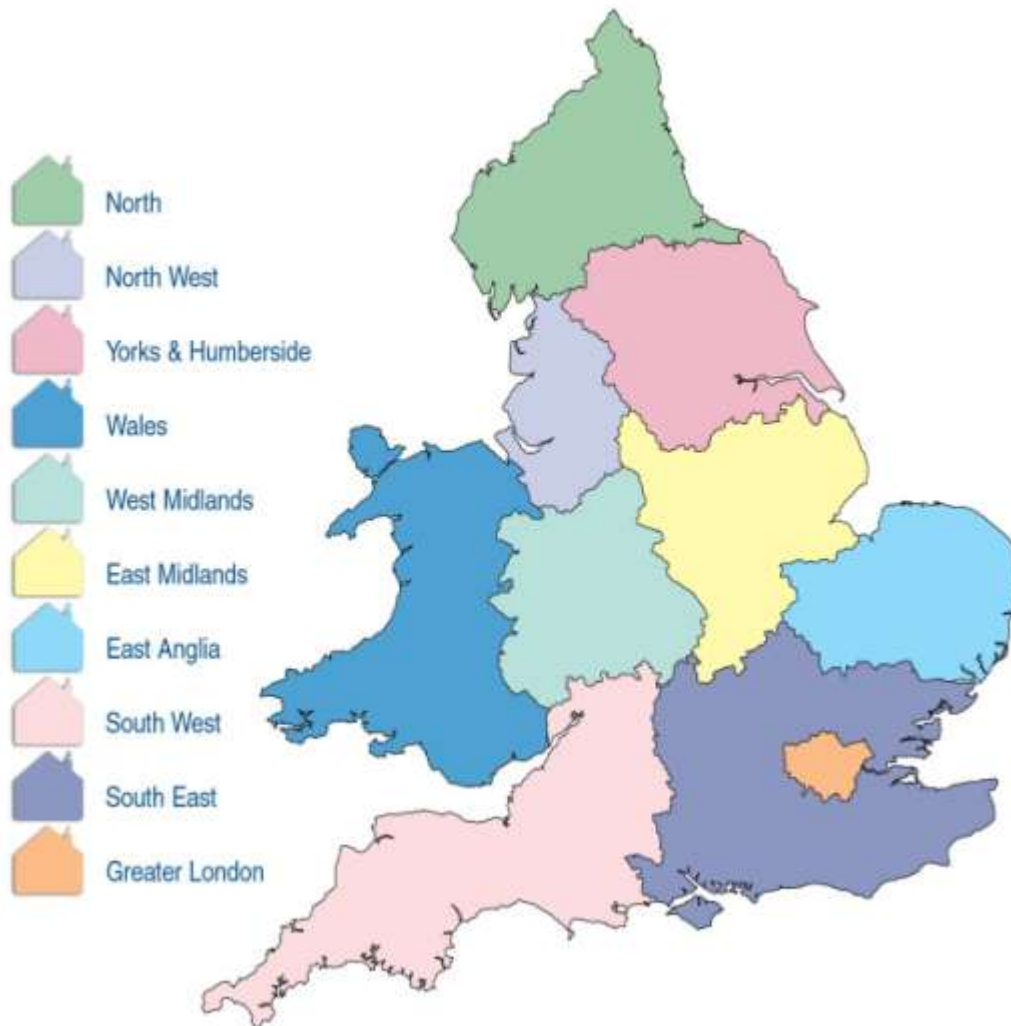 North
North West
Yorks & Humberside
Wales
West Midlands
East Midlands
East Anglia
South West
South East
Greater London